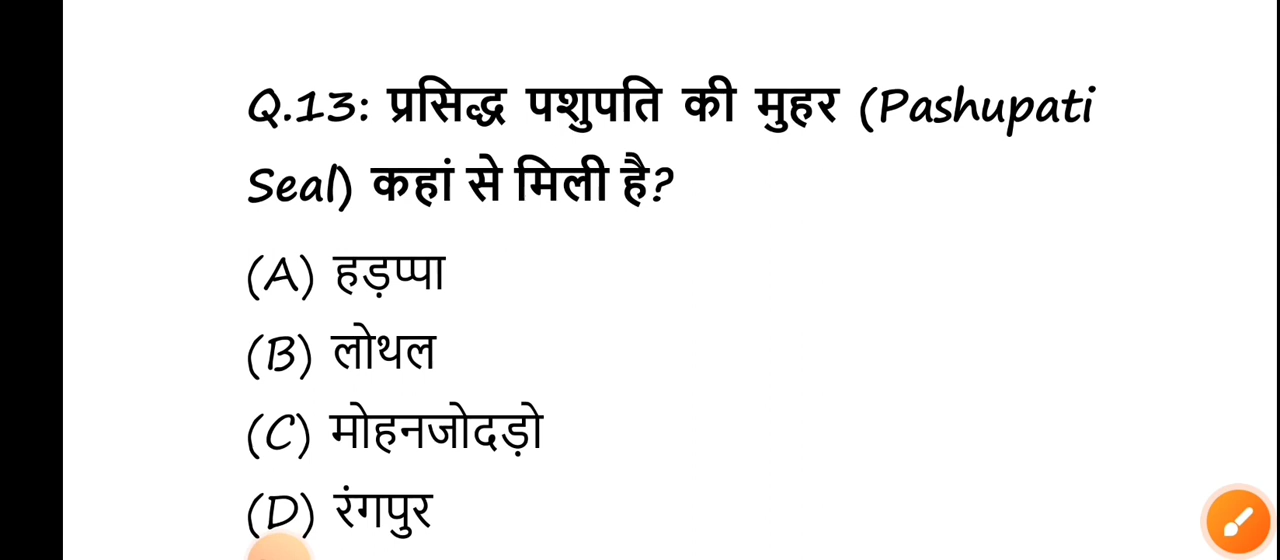 Q.13: प्रसिद्ध पशुपति की मुहर (Pashupati
Seal) कहां से मिली है?
(A) हड़प्पा
(B) लोथल
(C) मोहनजोदड़ो
(D) रंगपुर